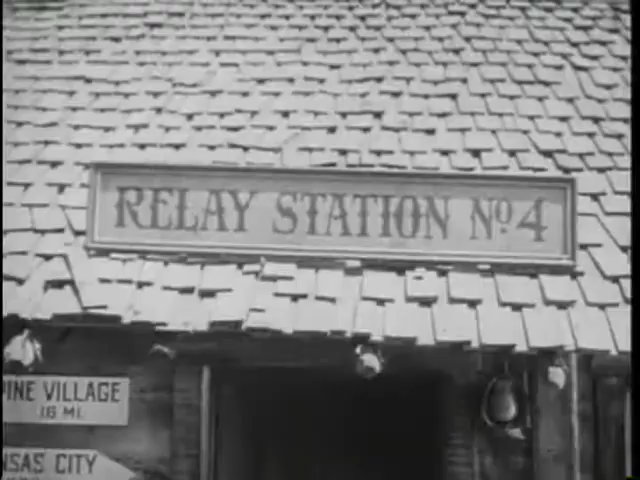 RELAY STATION No 4
PINE VILLAGE
16 MI.
NSAS CITY